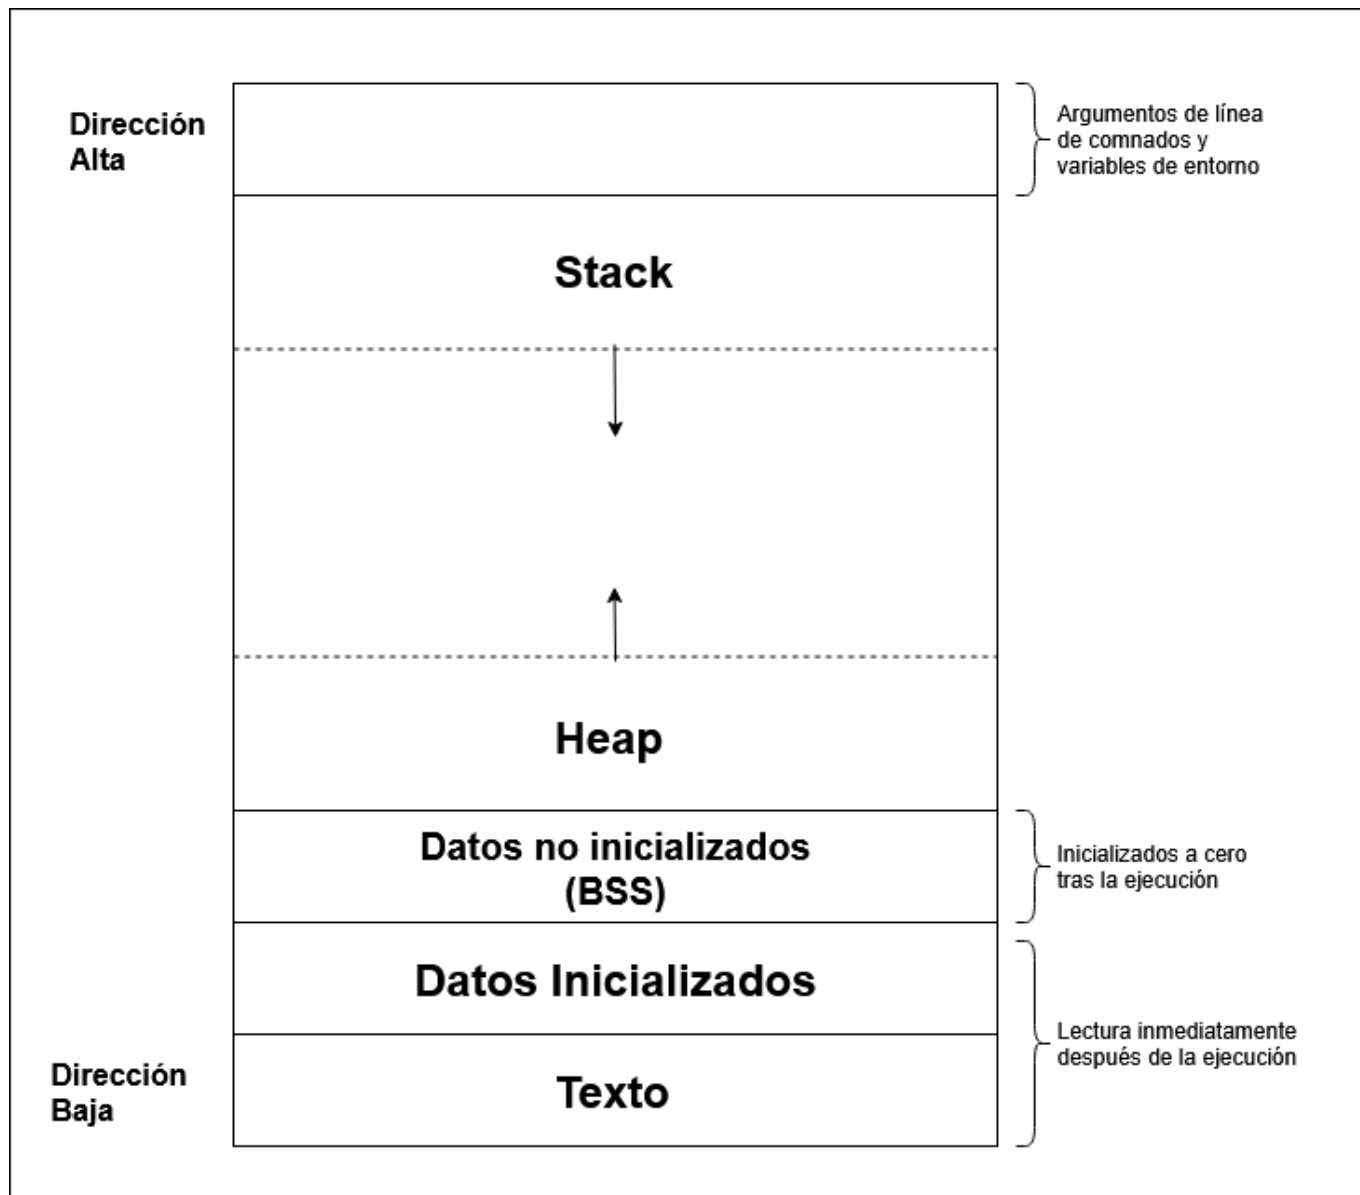 Dirección
Alta
Argumentos de línea
de comnados y
variables de entorno
Stack
Heap
Datos no inicializados
(BSS)
Inicializados a cero
tras la ejecución
Datos Inicializados
Lectura inmediatamente
después de la ejecución
Dirección
Baja
Texto